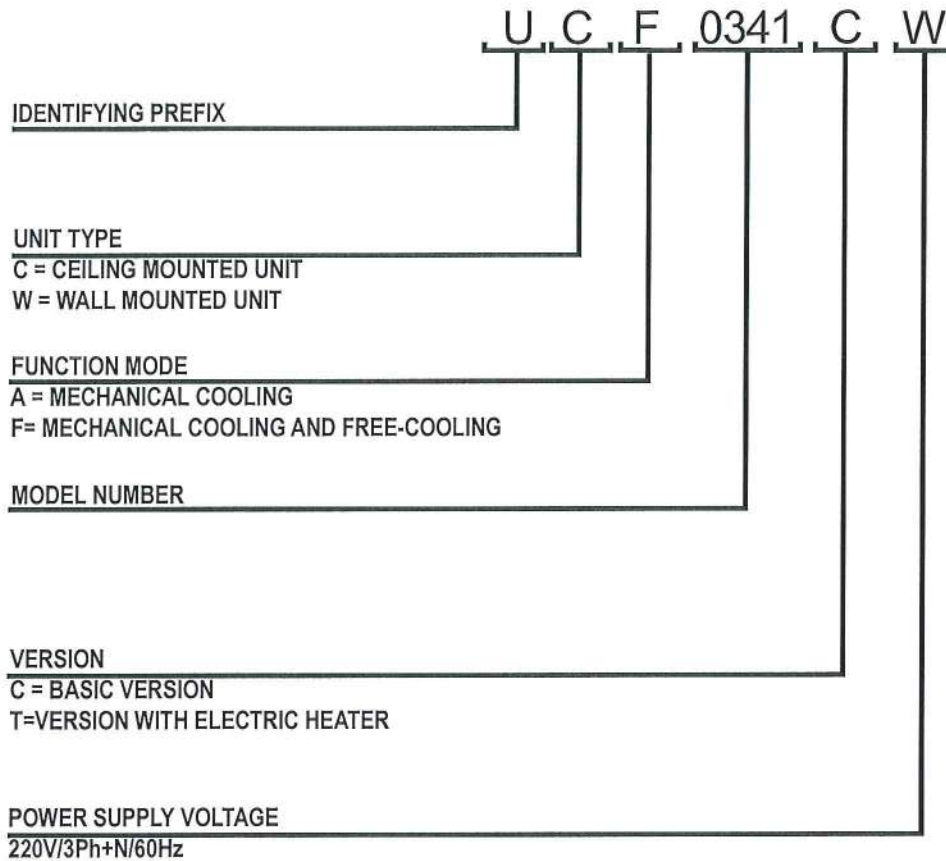 U C F 0341 C W
IDENTIFYING PREFIX
UNIT TYPE
C = CEILING MOUNTED UNIT
W = WALL MOUNTED UNIT
FUNCTION MODE
A = MECHANICAL COOLING
F= MECHANICAL COOLING AND FREE-COOLING
MODEL NUMBER
VERSION
C = BASIC VERSION
T=VERSION WITH ELECTRIC HEATER
POWER SUPPLY VOLTAGE
220V/3Ph+N/60Hz